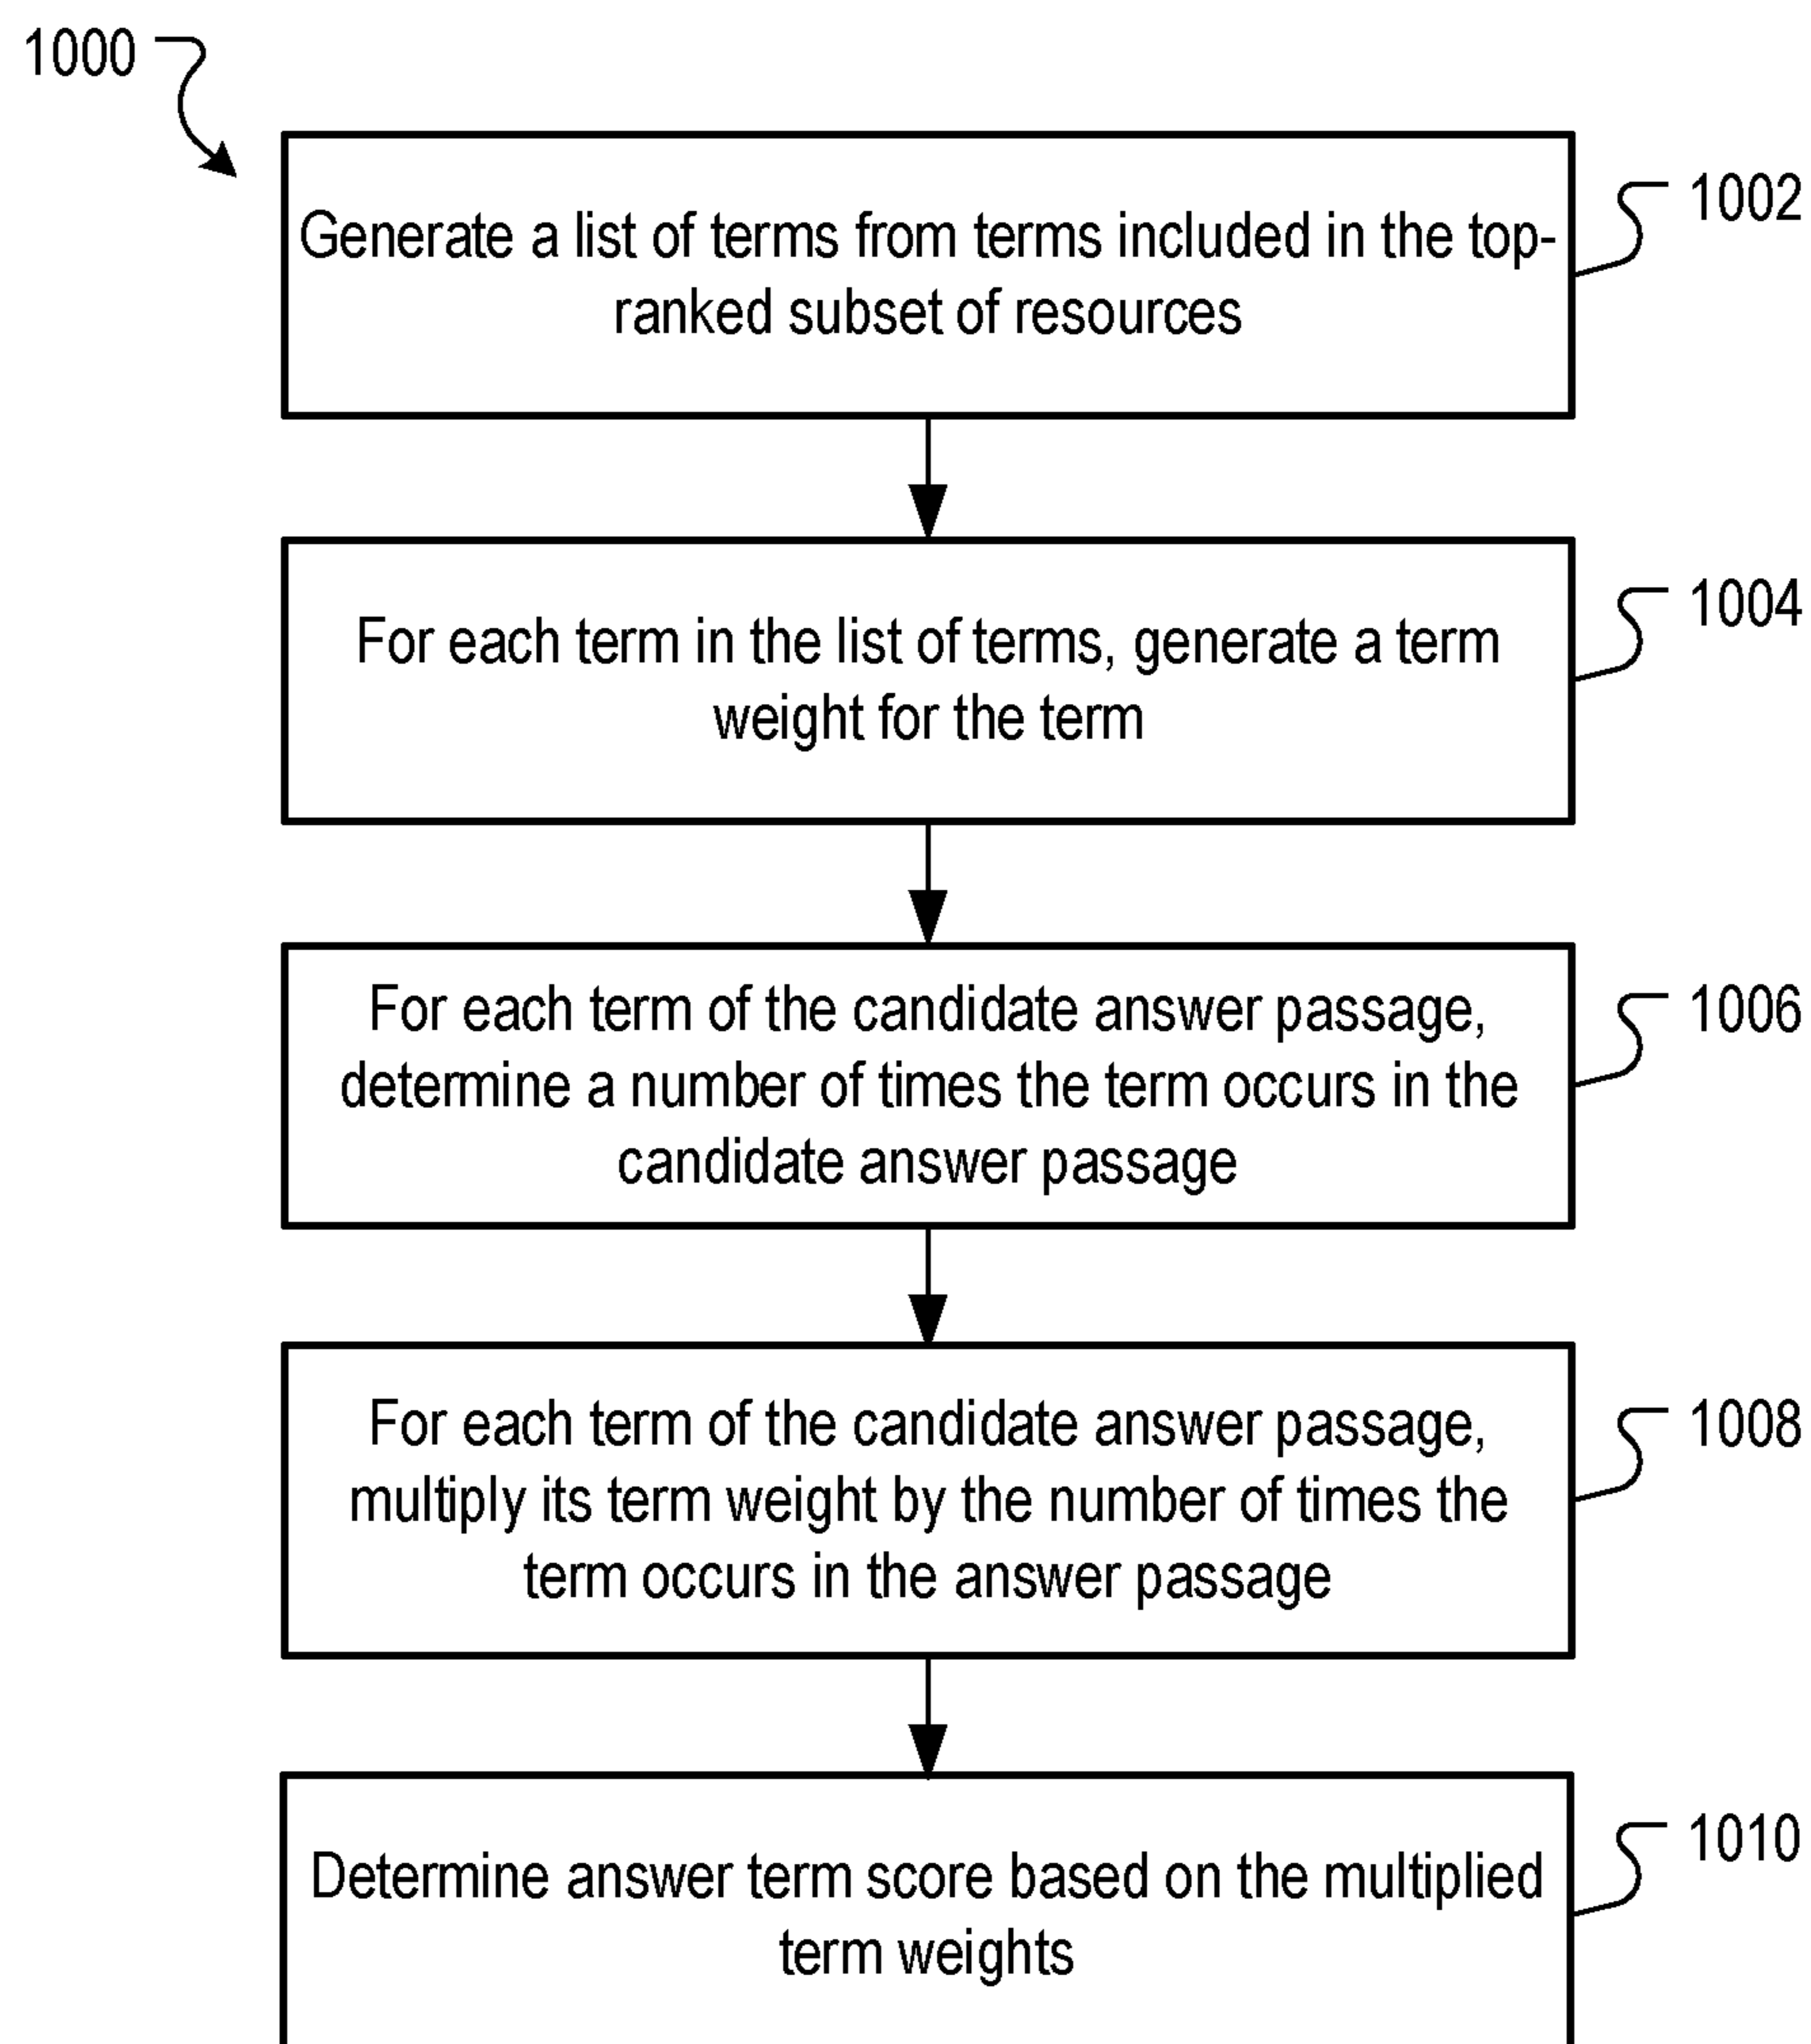 1000
Generate a list of terms from terms included in the top-
ranked subset of resources
1002
For each term in the list of terms, generate a term
weight for the term
1004
For each term of the candidate answer passage,
determine a number of times the term occurs in the
candidate answer passage
1006
For each term of the candidate answer passage,
multiply its term weight by the number of times the
term occurs in the answer passage
1008
Determine answer term score based on the multiplied
term weights
1010